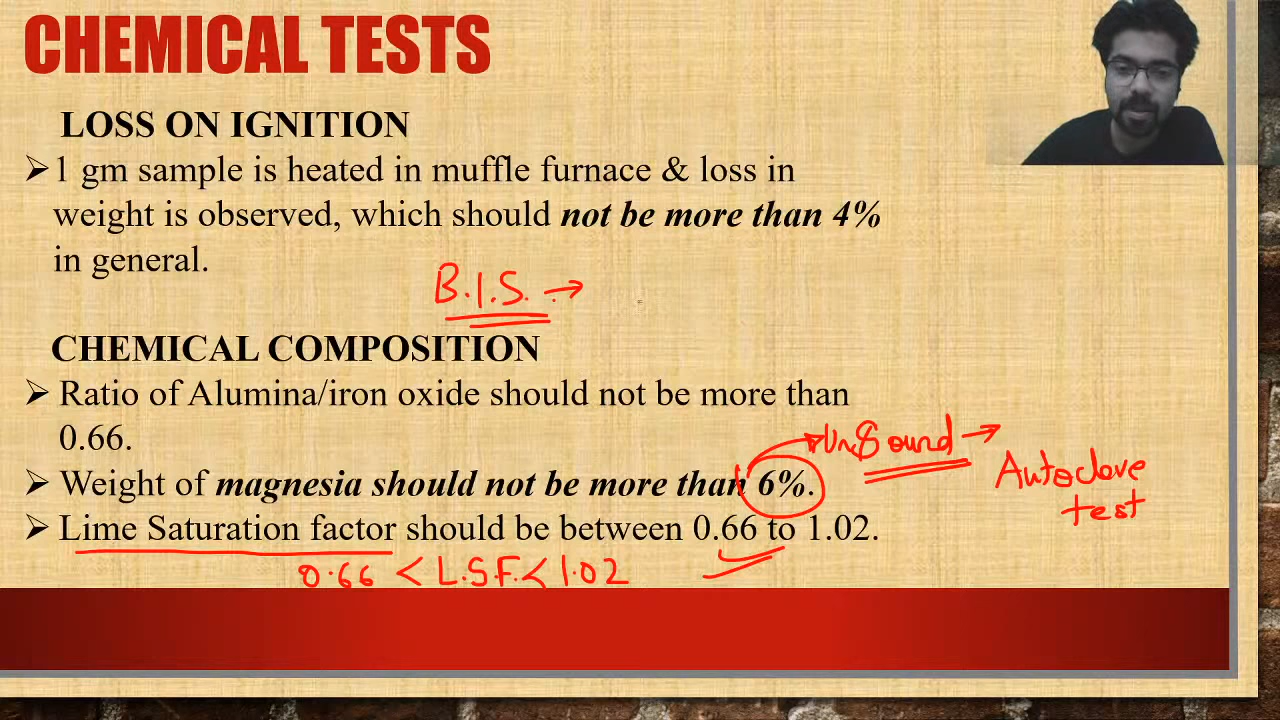 CHEMICAL TESTS
LOSS ON IGNITION
➢1 gm sample is heated in muffle furnace & loss in
weight is observed, which should not be more than 4%
in general.
B.I.S. →
CHEMICAL COMPOSITION
➢ Ratio of Alumina/iron oxide should not be more than
0.66.
UnSound →
➢ Weight of magnesia should not be more than 6%.
Autoclave
test
➢ Lime Saturation factor should be between 0.66 to 1.02.
0.66 < L.S.F. < 1.02